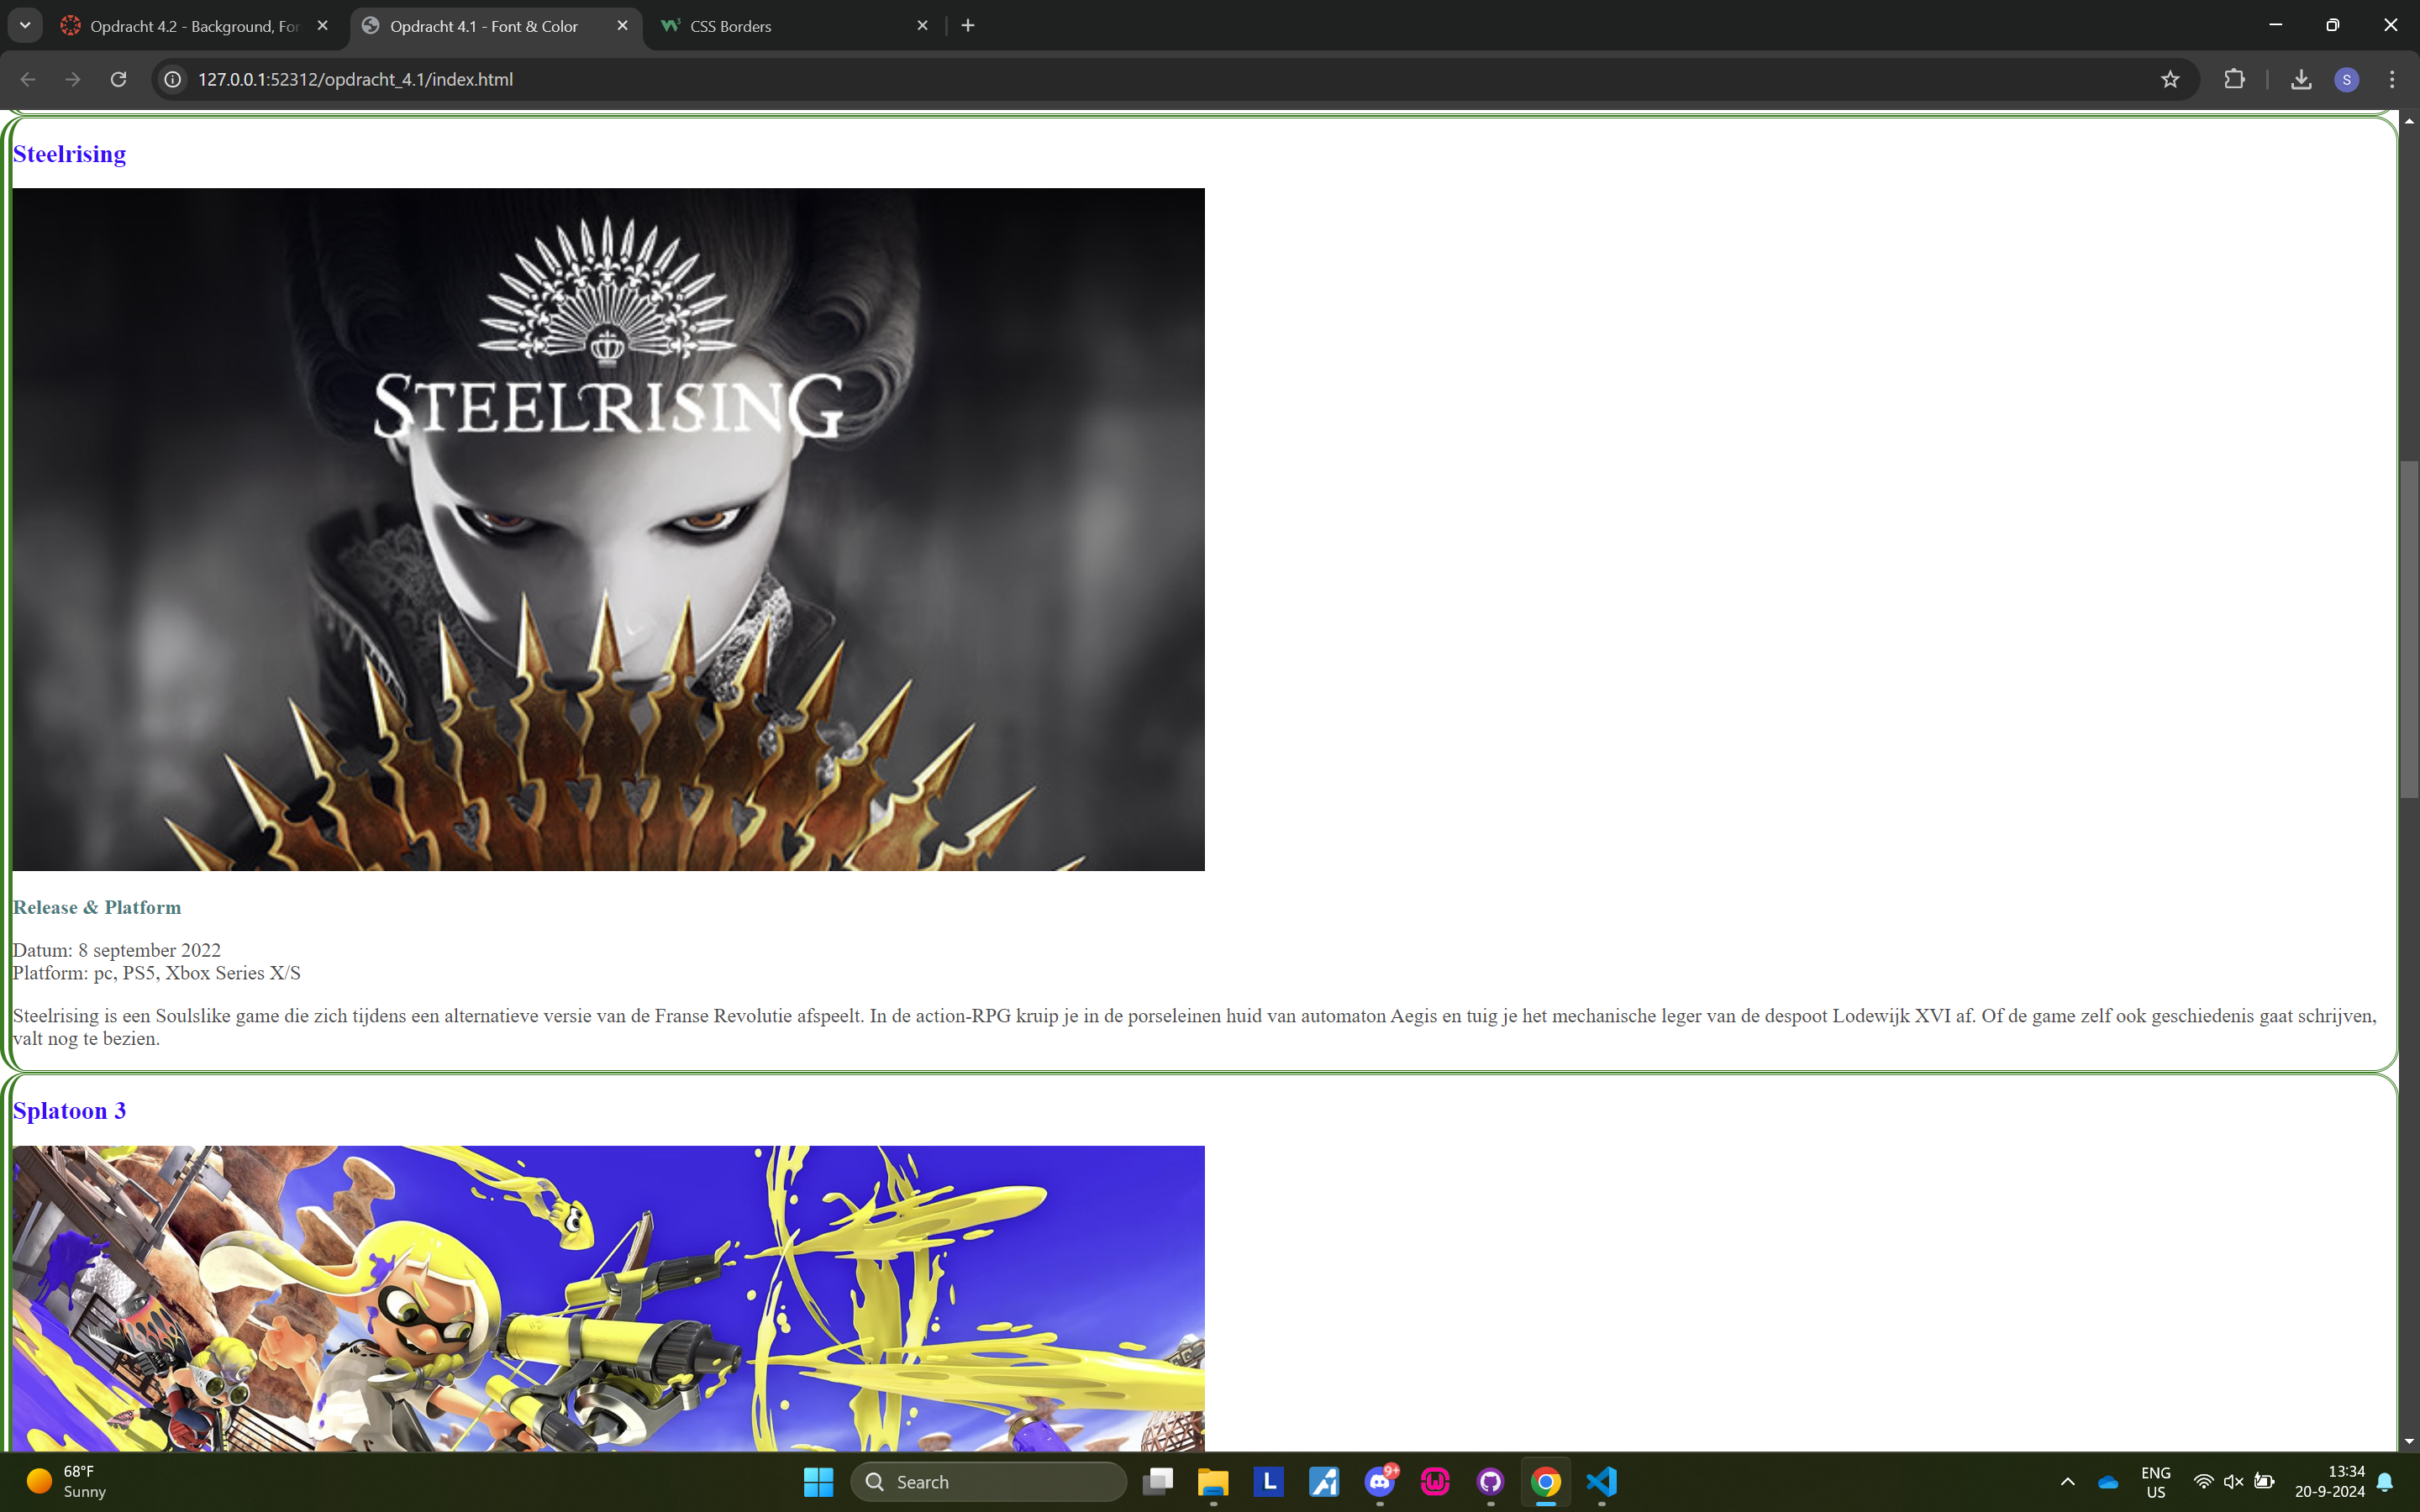 Opdracht 4.2 - Background, Fon
Opdracht 4.1 - Font & Color
CSS Borders
127.0.0.1:52312/opdracht_4.1/index.html
S
Steelrising
STEELRISING
Release & Platform
Datum: 8 september 2022
Platform: pc, PS5, Xbox Series X/S
Steelrising is een Soulslike game die zich tijdens een alternatieve versie van de Franse Revolutie afspeelt. In de action-RPG kruip je in de porseleinen huid van automaton Aegis en tuig je het mechanische leger van de despoot Lodewijk XVI af. Of de game zelf ook geschiedenis gaat schrijven,
valt nog te bezien.
Splatoon 3
68°F
Sunny
Search
L
9+
ENG
US
13:34
20-9-2024